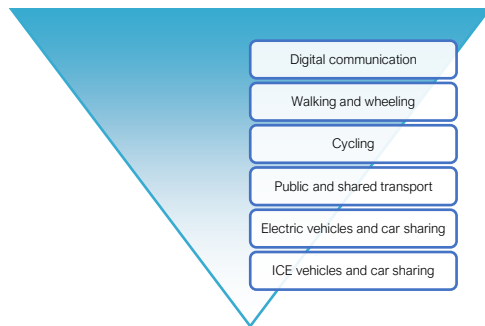 Digital communication
Walking and wheeling
Cycling
Public and shared transport
Electric vehicles and car sharing
ICE vehicles and car sharing